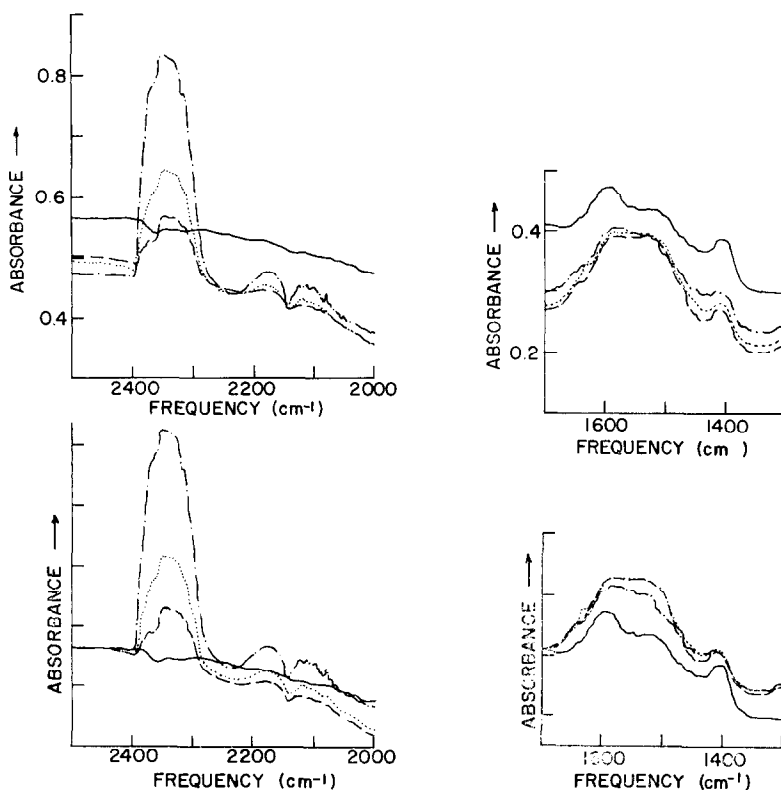 0.8
0.6
0.4
ABSORBANCE →
2400 2200 2000
FREQUENCY (cm⁻¹)
0.4
0.2
ABSORBANCE →
1600 1400
FREQUENCY (cm )
ABSORBANCE →
2400 2200 2000
FREQUENCY (cm⁻¹)
ABSORBANCE →
1600 1400
FREQUENCY (cm⁻¹)